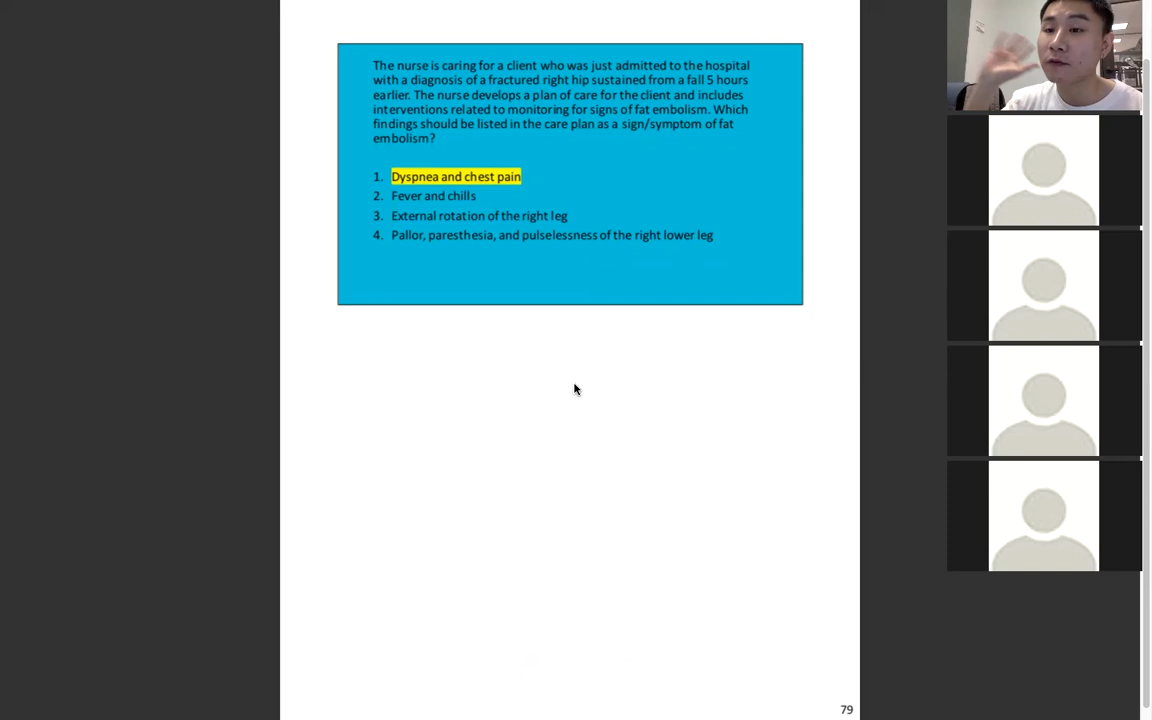 The nurse is caring for a client who was just admitted to the hospital
with a diagnosis of a fractured right hip sustained from a fall 5 hours
earlier. The nurse develops a plan of care for the client and includes
interventions related to monitoring for signs of fat embolism. Which
findings should be listed in the care plan as a sign/symptom of fat
embolism?
1. Dyspnea and chest pain
2. Fever and chills
3. External rotation of the right leg
4. Pallor, paresthesia, and pulselessness of the right lower leg
79